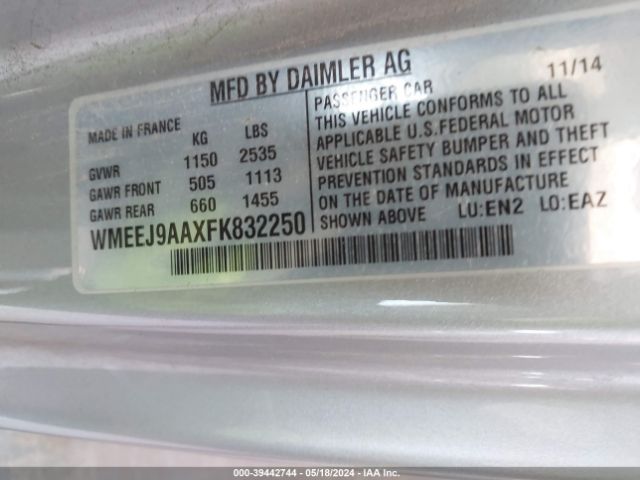 MFD BY DAIMLER AG 11/14
MADE IN FRANCE
KG LBS
GVWR 1150 2535
GAWR FRONT 505 1113
GAWR REAR 660 1455
WMEEJ9AAXFK832250
PASSENGER CAR
THIS VEHICLE CONFORMS TO ALL
APPLICABLE U.S.FEDERAL MOTOR
VEHICLE SAFETY BUMPER AND THEFT
PREVENTION STANDARDS IN EFFECT
ON THE DATE OF MANUFACTURE
SHOWN ABOVE LU:EN2 LO:EAZ
000-39442744 - 05/18/2024 - IAA Inc.